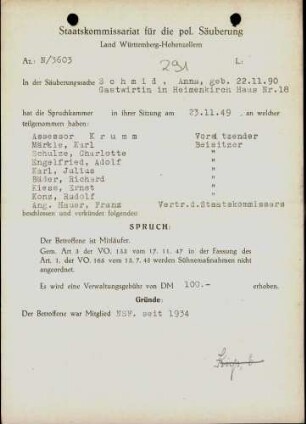 Staatskommissariat für die pol. Säuberung
Land Württemberg-Hohenzollern
Az.: N/3603
291
L:
In der Säuberungssache S c h m i d , Anna, geb. 22.11.90
Gastwirtin in Heimenkirch Haus Nr.18
hat die Spruchkammer in ihrer Sitzung am 23.11.49 an welcher
teilgenommen haben:
Assessor K r u m m Vorsitzender
Märkle, Karl Beisitzer
Schulze, Charlotte "
Engelfried, Adolf "
Karl, Julius "
Bäder, Richard "
Kiess, Ernst "
Kons, Rudolf "
Ang. Hauer, Franz Vertr.d.Staatskommissars
beschlossen und verkündet folgenden
SPRUCH:
Der Betroffene ist Mitläufer.
Gem. Art 3 der VO. 133 vom 17. 11. 47 in der Fassung des
Art. 1. der VO. 165 vom 13. 7. 48 werden Sühnemaßnahmen nicht
angeordnet.
Es wird eine Verwaltungsgebühr von DM 100.- erhoben.
Gründe:
Der Betroffene war Mitglied NSF. seit 1934